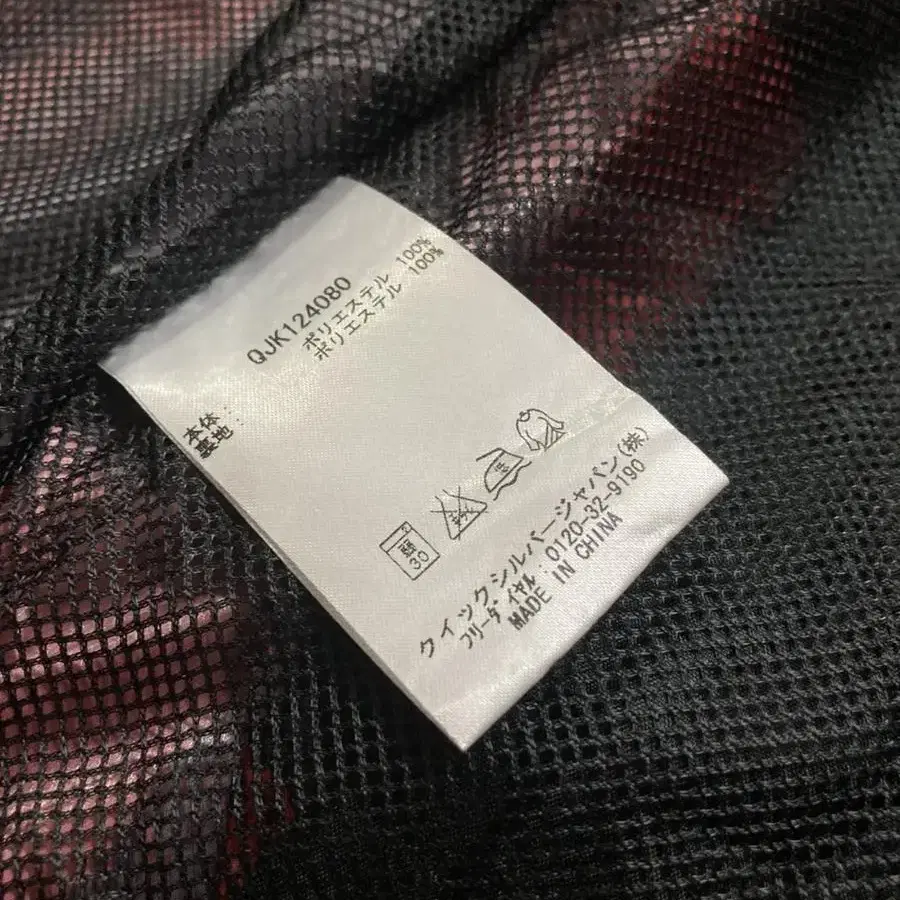 QJK124080
本体： ポリエステル 100%
裏地： ポリエステル 100%
30
クイックシルバージャパン(株)
フリーダイヤル：0120-32-9190
MADE IN CHINA